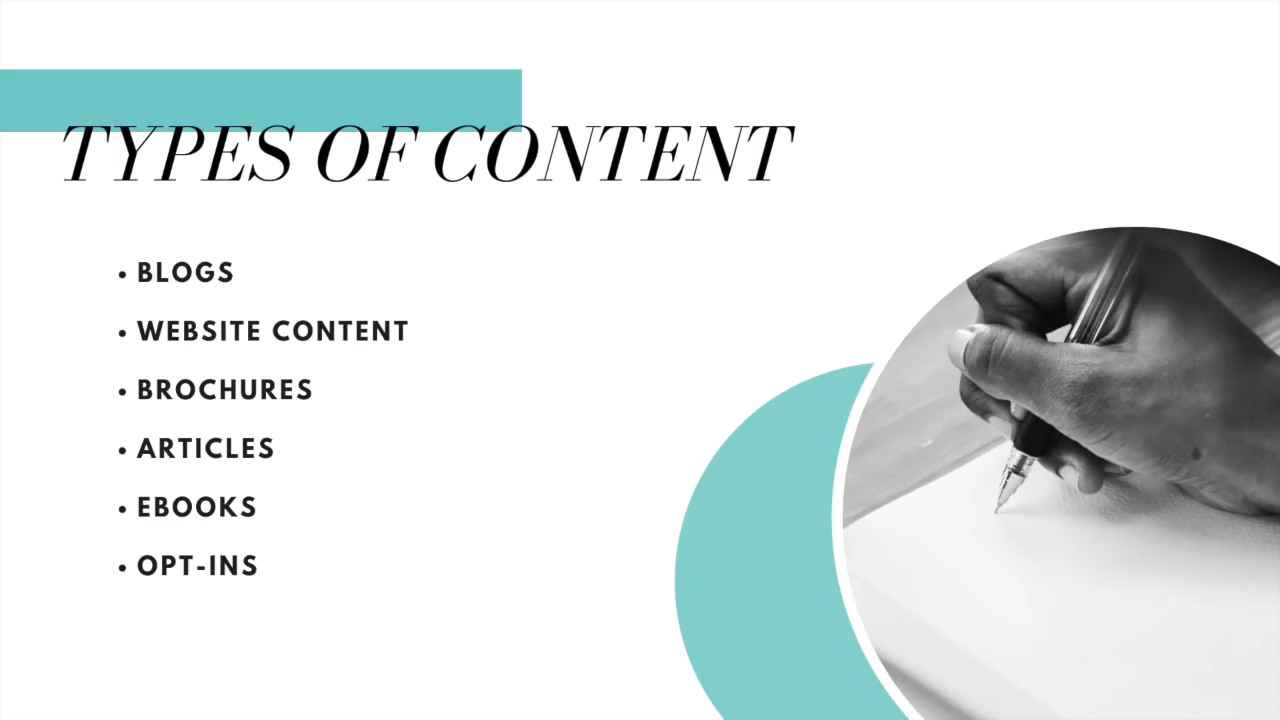 TYPES OF CONTENT
• BLOGS
• WEBSITE CONTENT
• BROCHURES
• ARTICLES
• EBOOKS
• OPT-INS